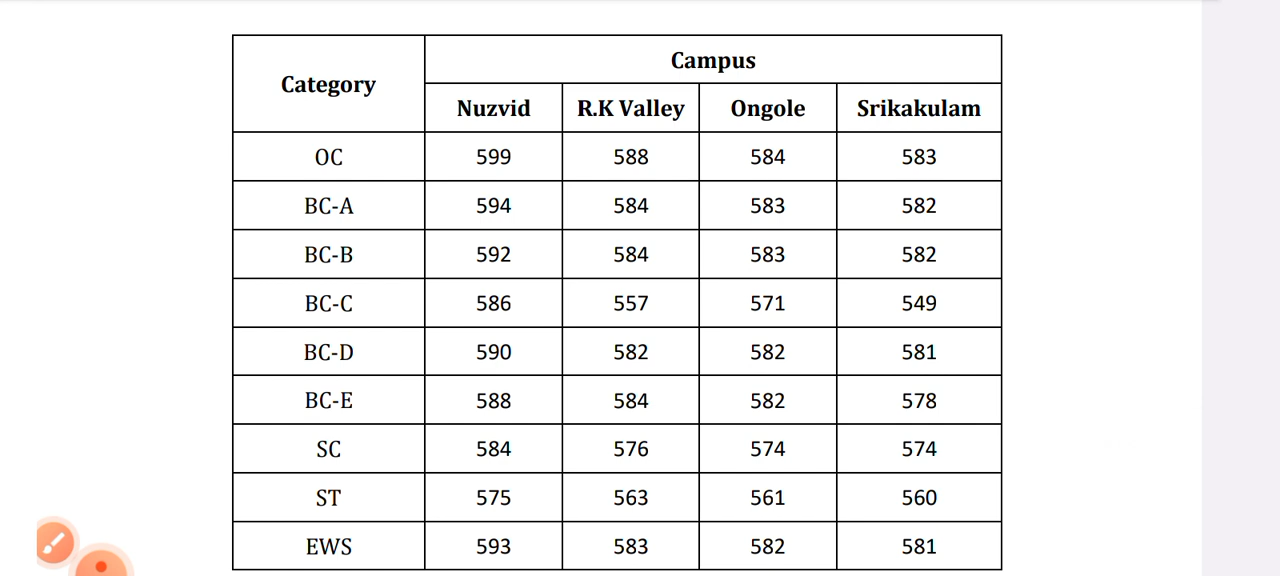 Category Campus
Nuzvid R.K Valley Ongole Srikakulam
OC 599 588 584 583
BC-A 594 584 583 582
BC-B 592 584 583 582
BC-C 586 557 571 549
BC-D 590 582 582 581
BC-E 588 584 582 578
SC 584 576 574 574
ST 575 563 561 560
EWS 593 583 582 581